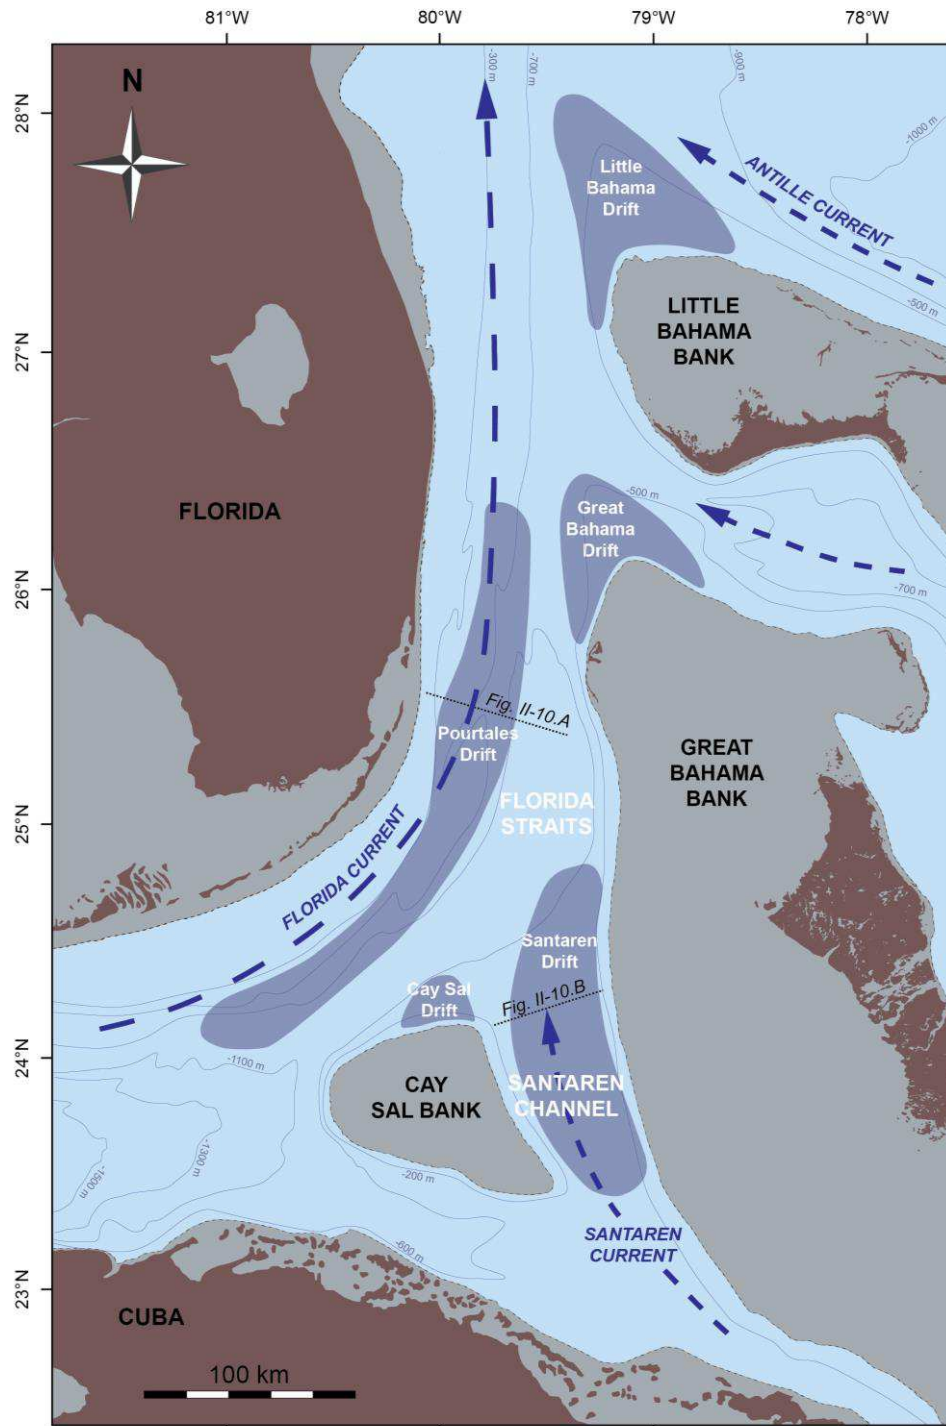 81°W
80°W
79°W
78°W
28°N
27°N
26°N
25°N
24°N
23°N
N
-300 m
-700 m
-900 m
-1000 m
Little
Bahama
Drift
ANTILLE CURRENT
-500 m
LITTLE
BAHAMA
BANK
FLORIDA
-500 m
Great
Bahama
Drift
-700 m
Fig. II-10.A
Pourtales
Drift
GREAT
BAHAMA
BANK
FLORIDA
STRAITS
FLORIDA CURRENT
Santaren
Drift
Cay Sal
Drift
Fig. II-10.B
-1100 m
CAY
SAL BANK
SANTAREN
CHANNEL
-1300 m
-1500 m
-200 m
SANTAREN
CURRENT
-600 m
CUBA
100 km